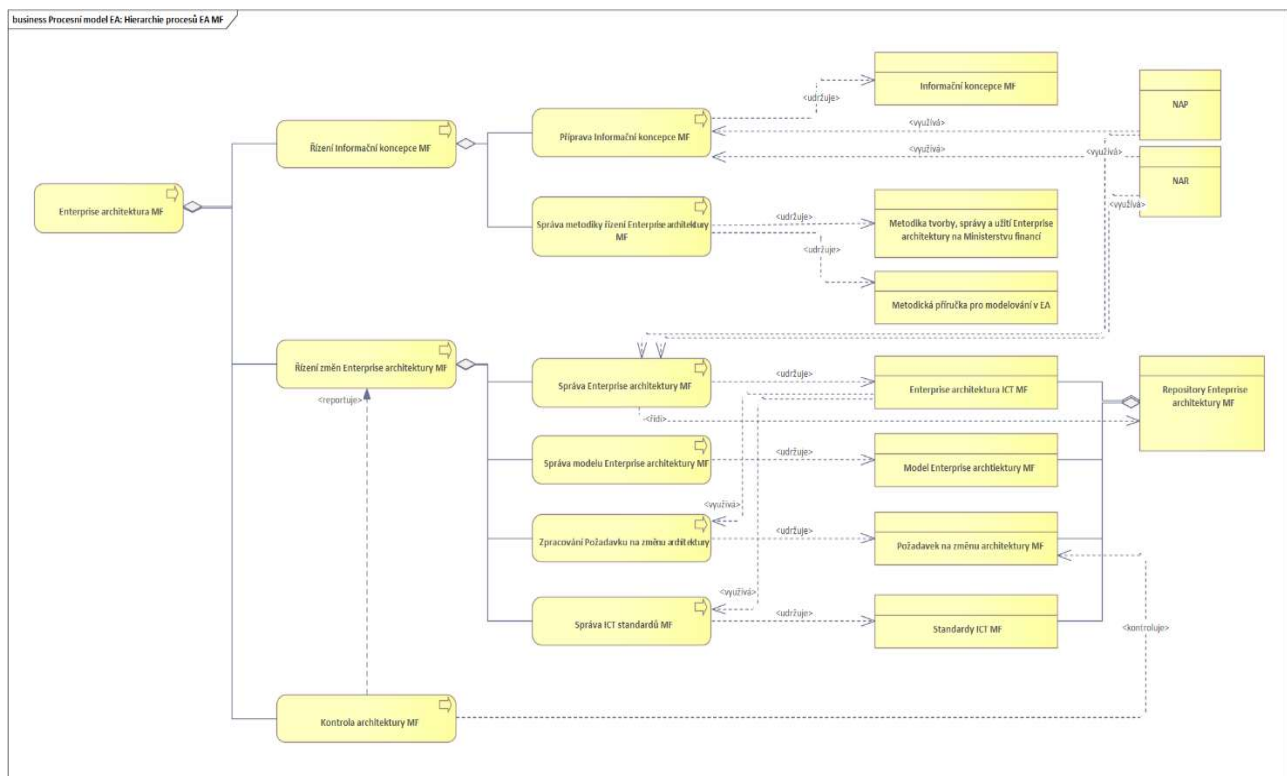 business Procesní model EA: Hierarchie procesů EA MF
Informační koncepce MF
<udržuje>
NAP
Řízení Informační koncepce MF
Příprava Informační koncepce MF
<využívá>
<využívá>
<využívá>
NAR
Enterprise architektura MF
<využívá>
Správa metodiky řízení Enterprise architektury
MF
<udržuje>
Metodika tvorby, správy a užití Enterprise
architektury na Ministerstvu financí
<udržuje>
Metodická příručka pro modelování v EA
Řízení změn Enterprise architektury MF
Správa Enterprise architektury MF
<udržuje>
Enterprise architektura ICT MF
Repository Enteprise
architektury MF
<reportuje>
<řídí>
Správa modelu Enterprise architektury MF
<udržuje>
Model Enterprise archtiektury MF
<využívá>
Zpracování Požadavku na změnu architektury
<udržuje>
Požadavek na změnu architektury MF
<využívá>
Správa ICT standardů MF
<udržuje>
Standardy ICT MF
<kontroluje>
Kontrola architektury MF